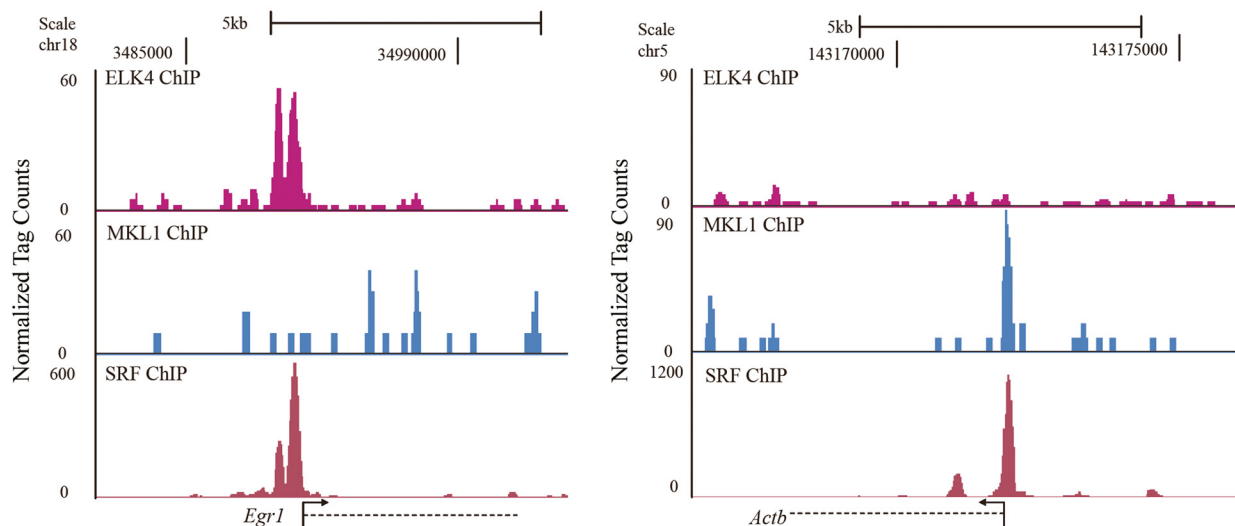 Scale
chr18
5kb
3485000
34990000
Normalized Tag Counts
60
ELK4 ChIP
0
60
MKL1 ChIP
0
600
SRF ChIP
0
Egr1
Scale
chr5
5kb
143170000
143175000
Normalized Tag Counts
90
ELK4 ChIP
0
90
MKL1 ChIP
0
1200
SRF ChIP
0
Actb